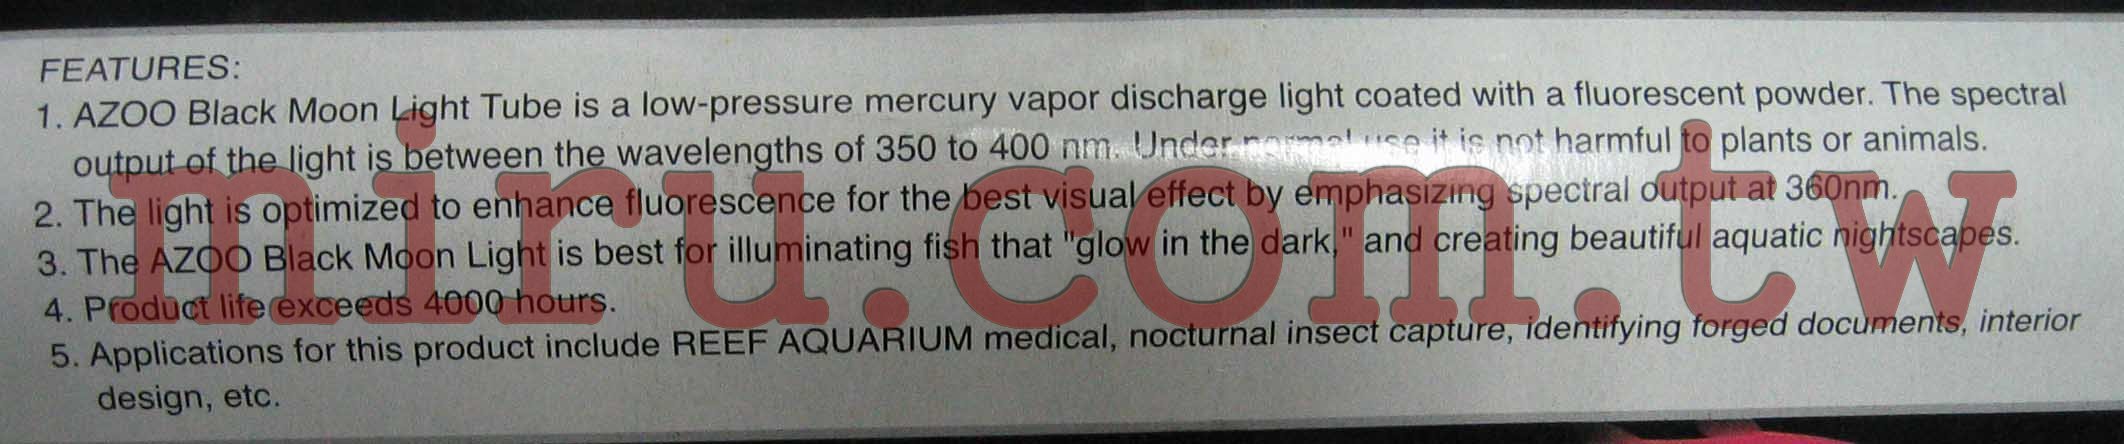 FEATURES:
1. AZOO Black Moon Light Tube is a low-pressure mercury vapor discharge light coated with a fluorescent powder. The spectral
output of the light is between the wavelengths of 350 to 400 nm. Under normal use it is not harmful to plants or animals.
2. The light is optimized to enhance fluorescence for the best visual effect by emphasizing spectral output at 360nm.
3. The AZOO Black Moon Light is best for illuminating fish that "glow in the dark," and creating beautiful aquatic nightscapes.
4. Product life exceeds 4000 hours.
5. Applications for this product include REEF AQUARIUM medical, nocturnal insect capture, identifying forged documents, interior
design, etc.
miru.com.tw